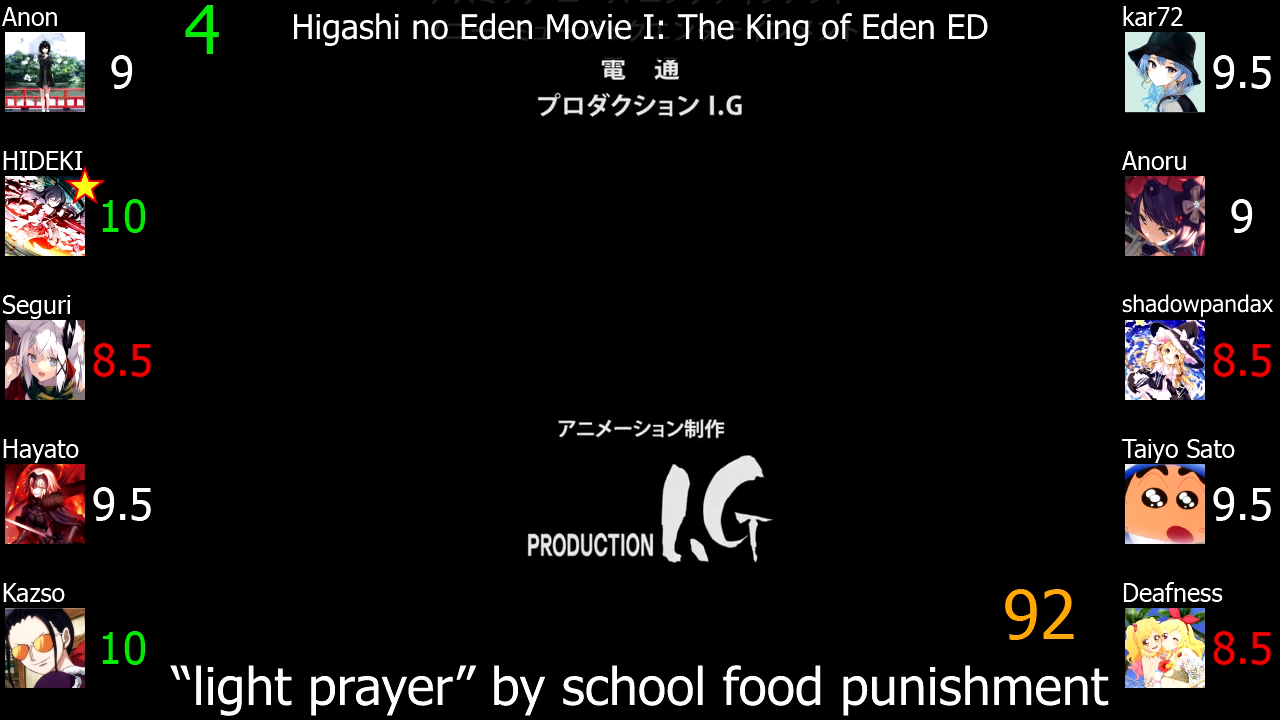 Anon
9
4
Higashi no Eden Movie I: The King of Eden ED
kar72
9.5
電 通
プロダクション I.G
HIDEKI
10
Anoru
9
Seguri
8.5
shadowpandax
8.5
アニメーション制作
PRODUCTION I.G
Hayato
9.5
Taiyo Sato
9.5
Kazso
10
92
Deafness
8.5
“light prayer” by school food punishment